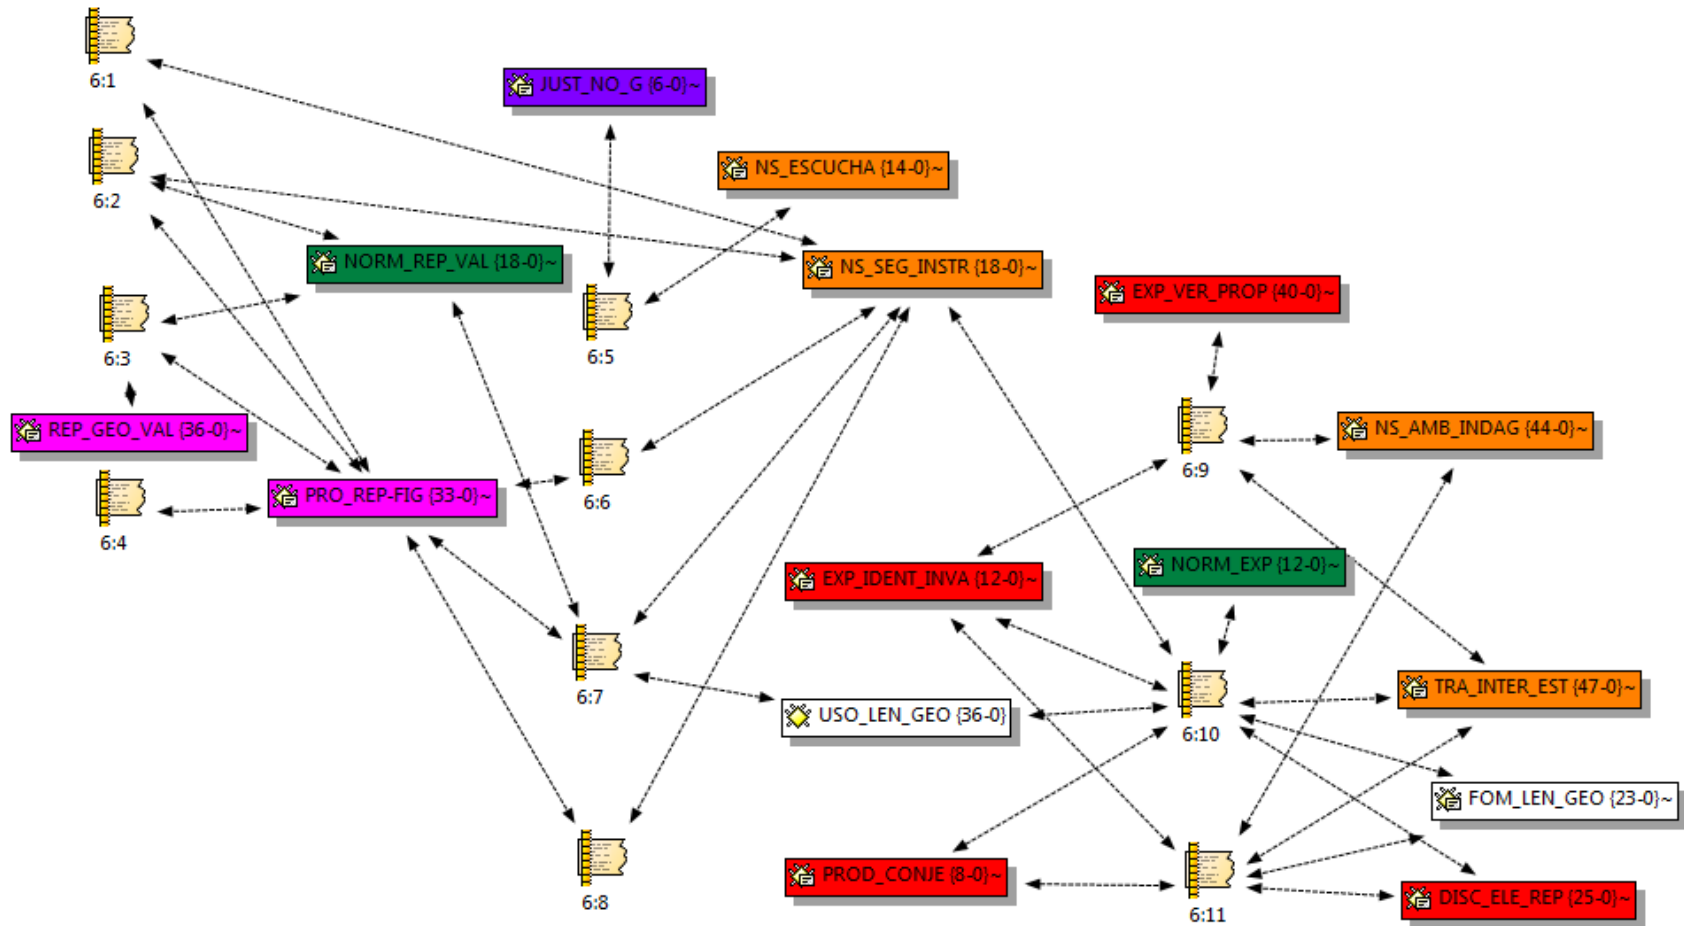 6:1
JUST_NO_G {6-0}~
NS_ESCUCHA {14-0}~
6:2
NORM_REP_VAL {18-0}~
NS_SEG_INSTR {18-0}~
EXP_VER_PROP {40-0}~
6:3
6:5
REP_GEO_VAL {36-0}~
NS_AMB_INDAG {44-0}~
6:9
PRO_REP-FIG {33-0}~
6:6
6:4
EXP_IDENT_INVA {12-0}~
NORM_EXP {12-0}~
6:7
TRA_INTER_EST {47-0}~
USO_LEN_GEO {36-0}
6:10
FOM_LEN_GEO {23-0}~
PROD_CONJE {8-0}~
6:8
DISC_ELE_REP {25-0}~
6:11